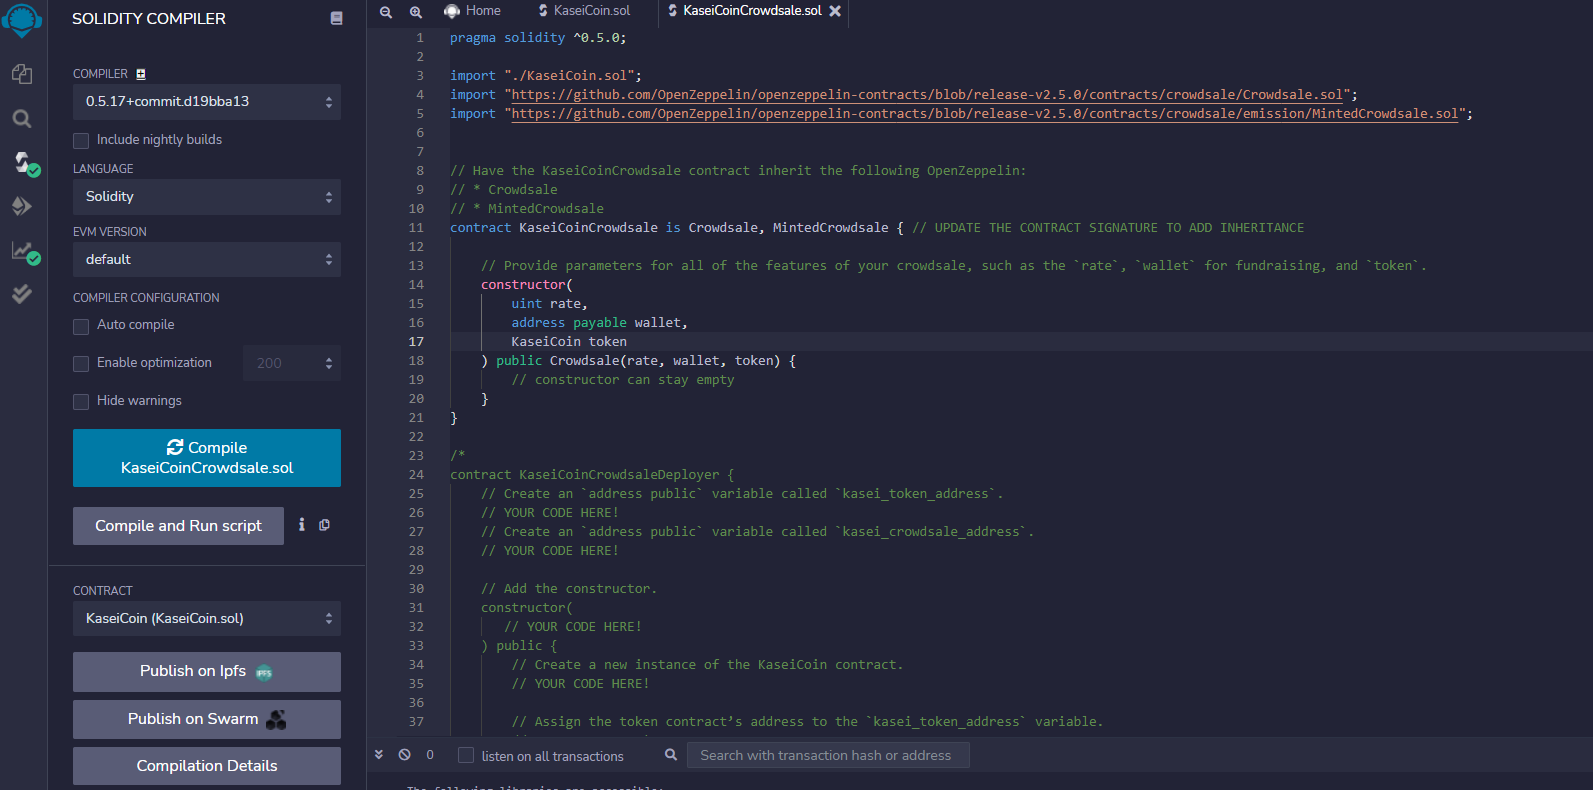 SOLIDITY COMPILER
COMPILER
0.5.17+commit.d19bba13
Include nightly builds
LANGUAGE
Solidity
EVM VERSION
default
COMPILER CONFIGURATION
Auto compile
Enable optimization 200
Hide warnings
Compile
KaseiCoinCrowdsale.sol
Compile and Run script
CONTRACT
KaseiCoin (KaseiCoin.sol)
Publish on Ipfs IPFS
Publish on Swarm
Compilation Details
Home KaseiCoin.sol KaseiCoinCrowdsale.sol
1 pragma solidity ^0.5.0;
2
3 import "./KaseiCoin.sol";
4 import "https://github.com/OpenZeppelin/openzeppelin-contracts/blob/release-v2.5.0/contracts/crowdsale/Crowdsale.sol";
5 import "https://github.com/OpenZeppelin/openzeppelin-contracts/blob/release-v2.5.0/contracts/crowdsale/emission/MintedCrowdsale.sol";
6
7
8 // Have the KaseiCoinCrowdsale contract inherit the following OpenZeppelin:
9 // * Crowdsale
10 // * MintedCrowdsale
11 contract KaseiCoinCrowdsale is Crowdsale, MintedCrowdsale { // UPDATE THE CONTRACT SIGNATURE TO ADD INHERITANCE
12
13 // Provide parameters for all of the features of your crowdsale, such as the `rate`, `wallet` for fundraising, and `token`.
14 constructor(
15 uint rate,
16 address payable wallet,
17 KaseiCoin token
18 ) public Crowdsale(rate, wallet, token) {
19 // constructor can stay empty
20 }
21 }
22
23 /*
24 contract KaseiCoinCrowdsaleDeployer {
25 // Create an `address public` variable called `kasei_token_address`.
26 // YOUR CODE HERE!
27 // Create an `address public` variable called `kasei_crowdsale_address`.
28 // YOUR CODE HERE!
29
30 // Add the constructor.
31 constructor(
32 // YOUR CODE HERE!
33 ) public {
34 // Create a new instance of the KaseiCoin contract.
35 // YOUR CODE HERE!
36
37 // Assign the token contract’s address to the `kasei_token_address` variable.
0 listen on all transactions Search with transaction hash or address
The following libraries are accessible: